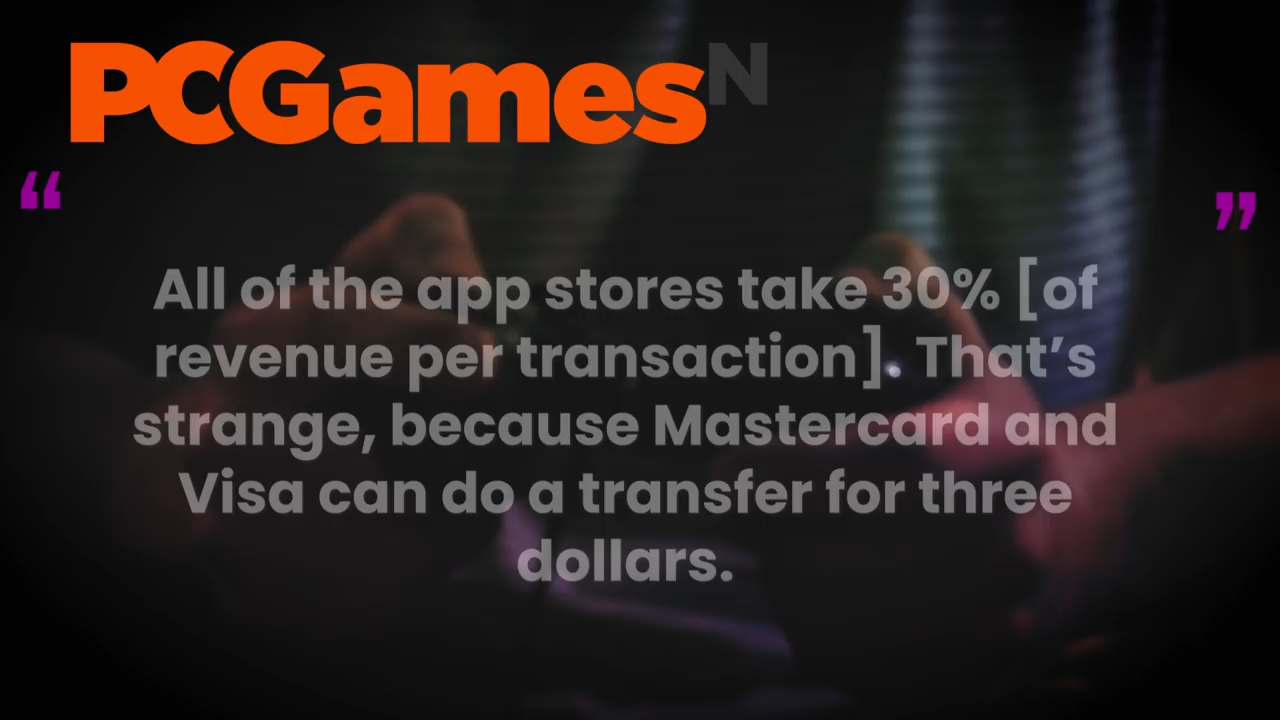 PCGamesN
“ ”
All of the app stores take 30% [of
revenue per transaction]. That’s
strange, because Mastercard and
Visa can do a transfer for three
dollars.